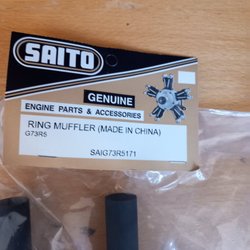 SAITO
GENUINE
ENGINE PARTS & ACCESSORIES
RING MUFFLER (MADE IN CHINA)
G73R5
SAIG73R5171